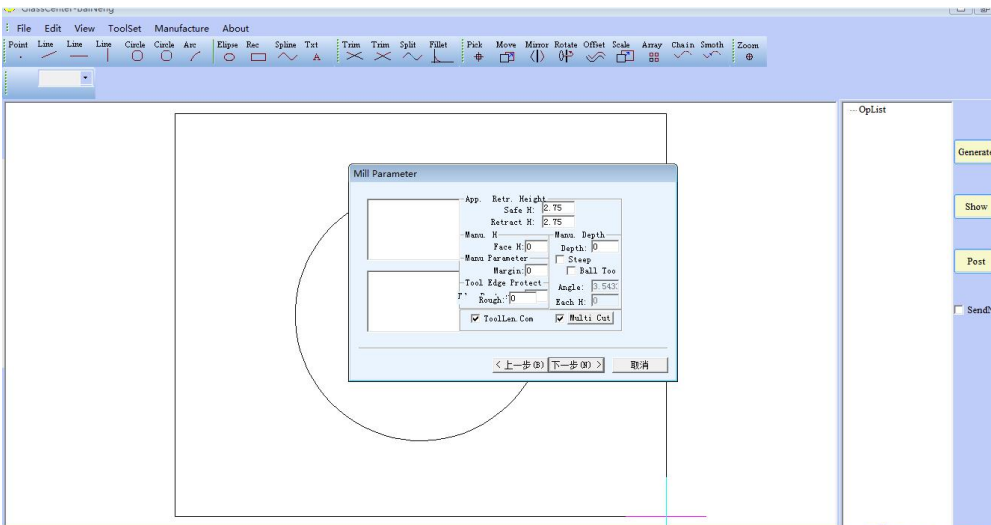 GlassCenter-BaiNeng
File Edit View ToolSet Manufacture About
Point Line Line Line Circle Circle Arc Elipse Rec Spline Txt Trim Trim Split Fillet Pick Move Mirror Rotate Offset Scale Array Chain Smoth Zoom
OpList
Generate
Show
Post
Mill Parameter
App. Retr. Height
Safe H: 2.75
Retract H: 2.75
Manu. H
Face H: 0
Manu Parameter
Margin: 0
Tool Edge Protect
Rough: 0
Manu. Depth
Depth: 0
Steep
Ball Too
Angle: 3.543
Each H: 0
ToolLen.Com
Multi Cut
< 上一步(B) 下一步(N) > 取消